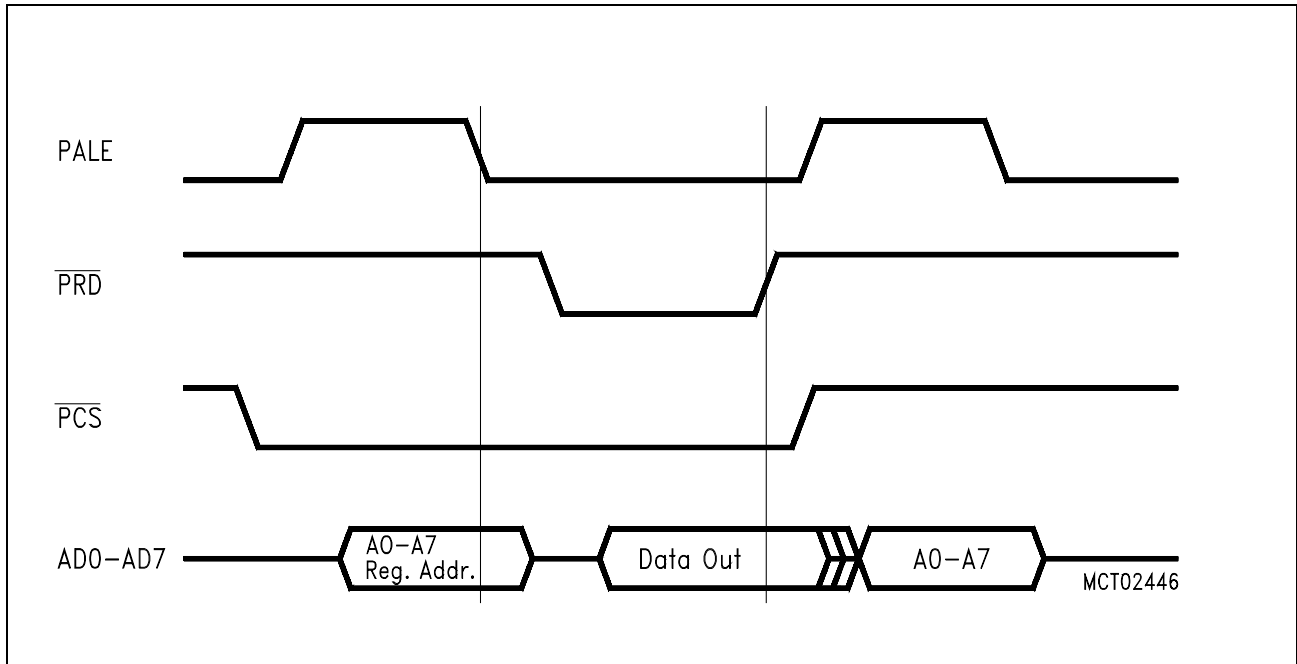 PALE
PRD
PCS
AD0-AD7
A0-A7
Reg. Addr.
Data Out
A0-A7
MCT02446